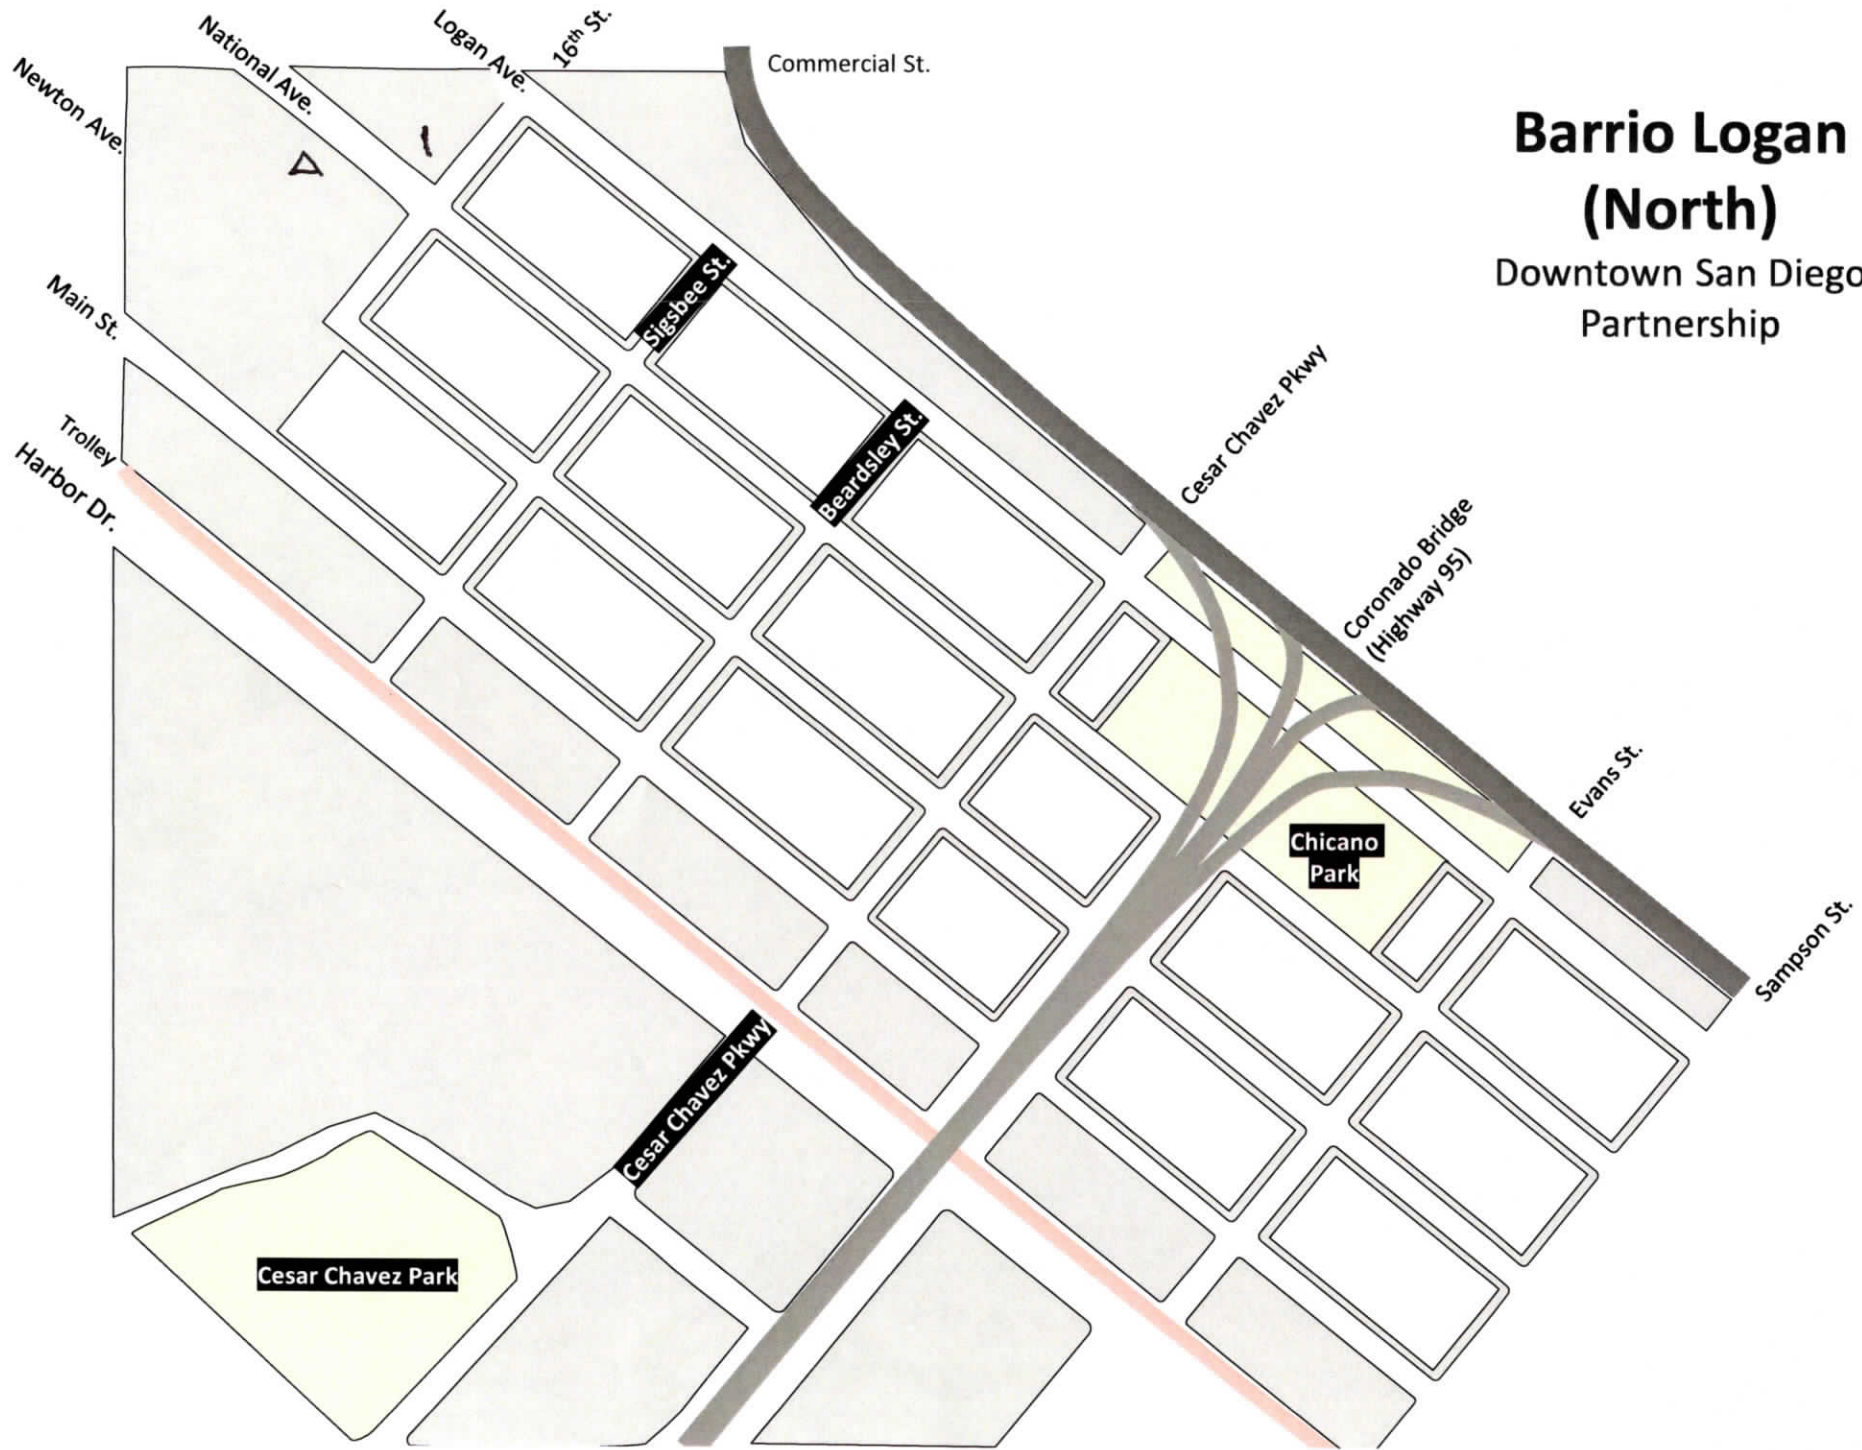 Logan Ave.
16th St.
National Ave.
Newton Ave.
Commercial St.
Barrio Logan
(North)
Downtown San Diego
Partnership
Main St.
Sigsbee St.
Trolley
Harbor Dr.
Beardsley St.
Cesar Chavez Pkwy
Coronado Bridge
(Highway 95)
Evans St.
Chicano
Park
Sampson St.
Cesar Chavez Pkwy
Cesar Chavez Park